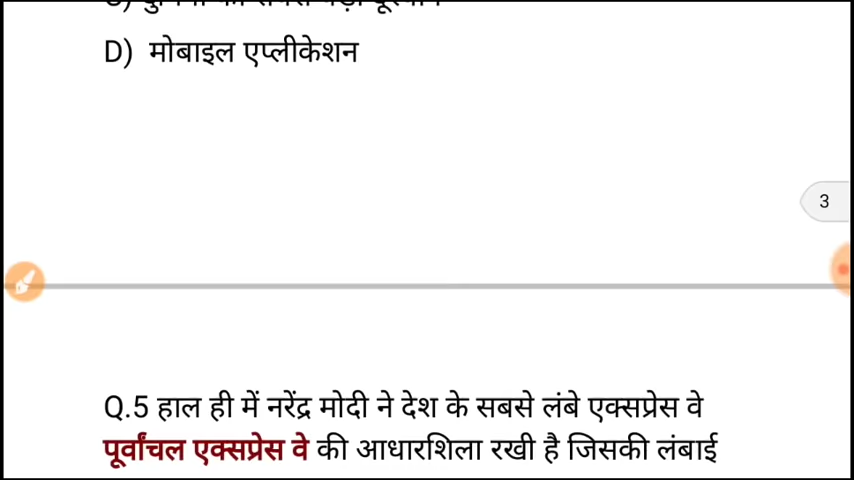 D) मोबाइल एप्लीकेशन
3
Q.5 हाल ही में नरेंद्र मोदी ने देश के सबसे लंबे एक्सप्रेस वे
पूर्वांचल एक्सप्रेस वे की आधारशिला रखी है जिसकी लंबाई